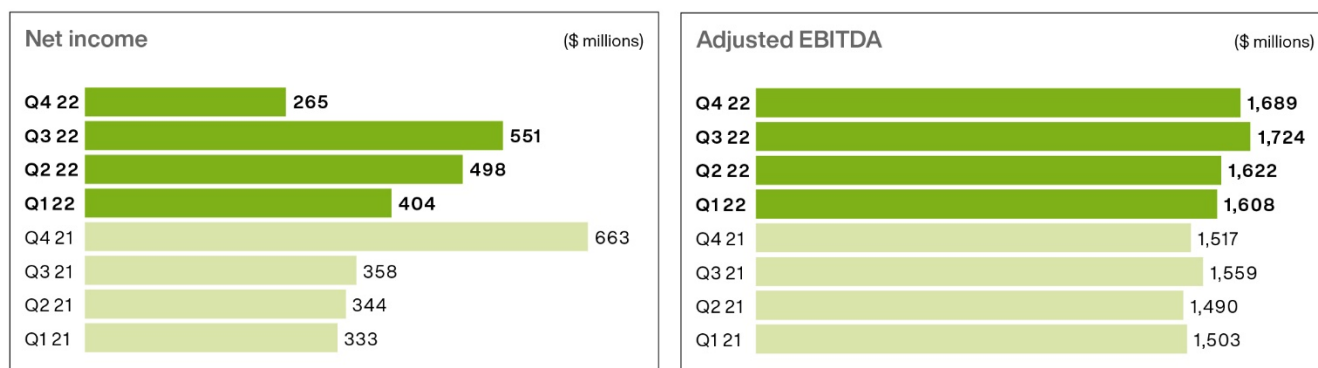 Net income ($ millions)
Q4 22 265
Q3 22 551
Q2 22 498
Q1 22 404
Q4 21 663
Q3 21 358
Q2 21 344
Q1 21 333
Adjusted EBITDA ($ millions)
Q4 22 1,689
Q3 22 1,724
Q2 22 1,622
Q1 22 1,608
Q4 21 1,517
Q3 21 1,559
Q2 21 1,490
Q1 21 1,503